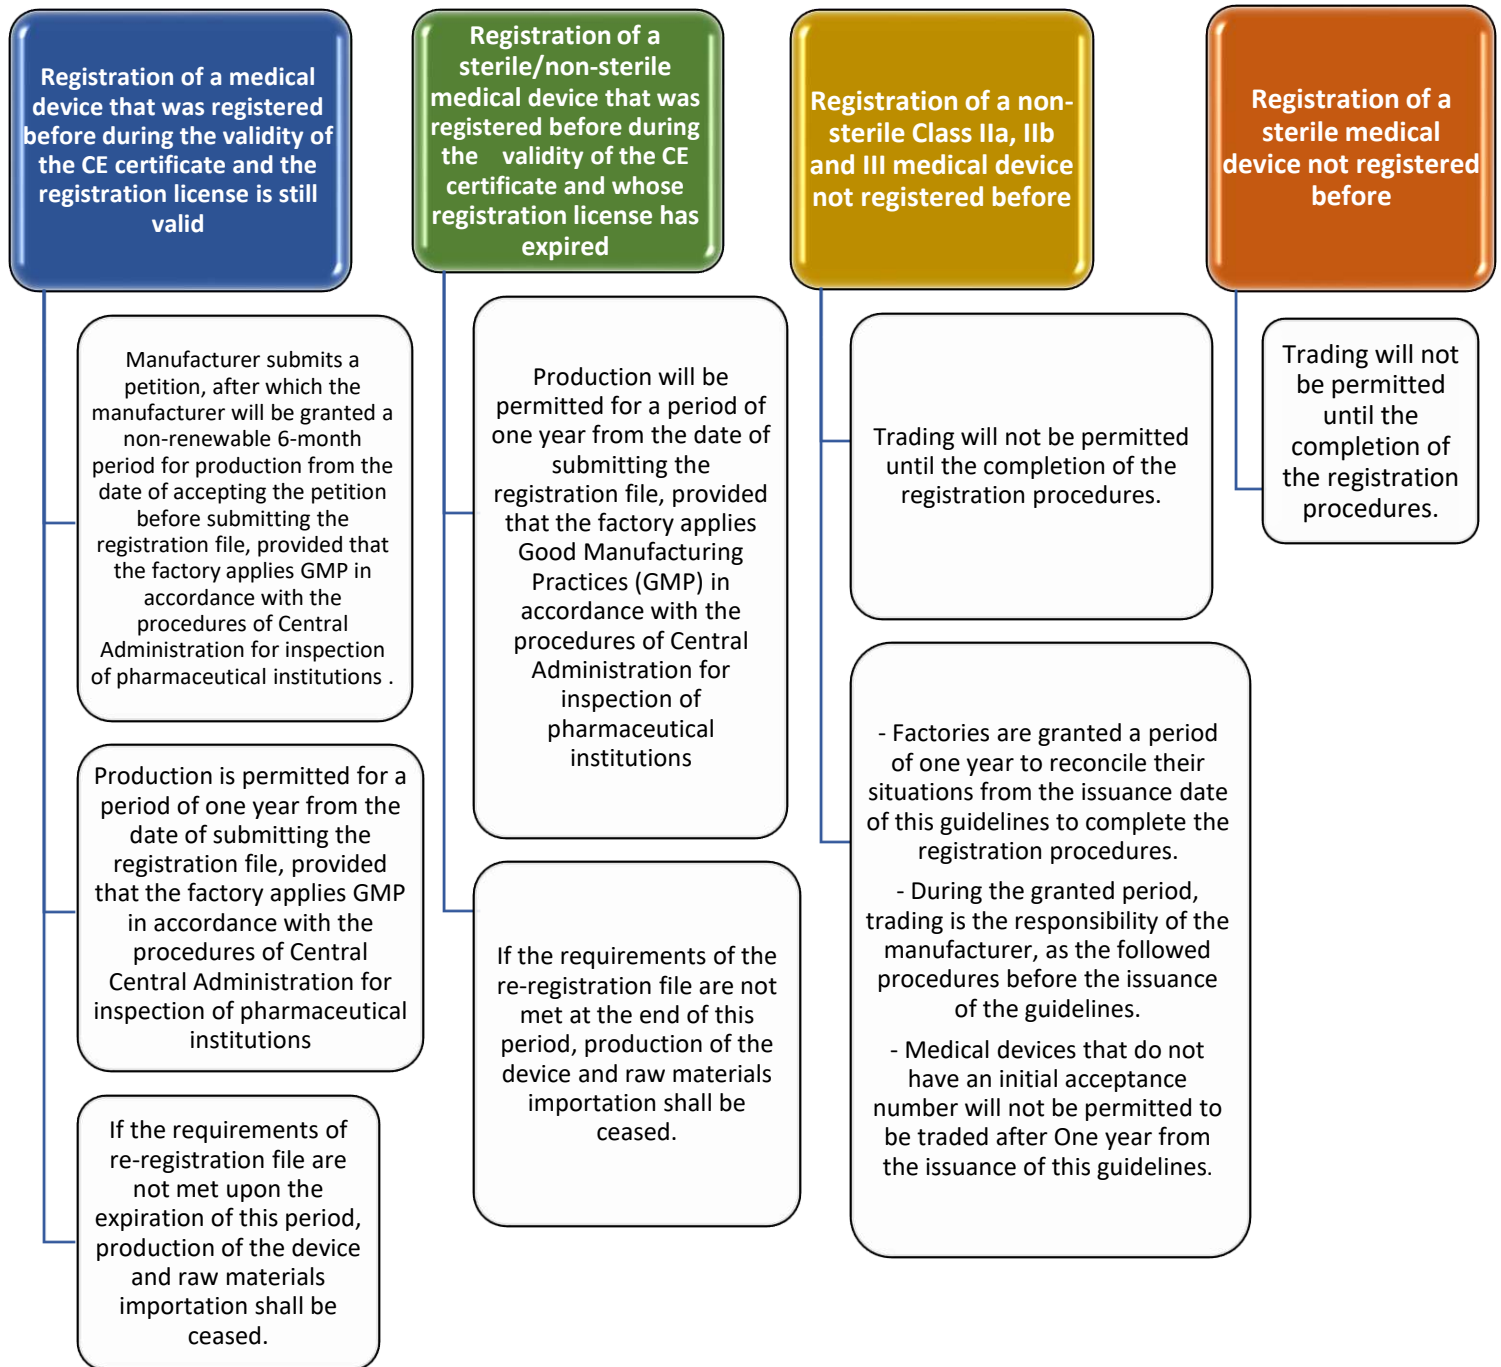 Registration of a medical
device that was registered
before during the validity of
the CE certificate and the
registration license is still
valid
Manufacturer submits a
petition, after which the
manufacturer will be granted a
non-renewable 6-month
period for production from the
date of accepting the petition
before submitting the
registration file, provided that
the factory applies GMP in
accordance with the
procedures of Central
Administration for inspection
of pharmaceutical institutions .
Production is permitted for a
period of one year from the
date of submitting the
registration file, provided
that the factory applies GMP
in accordance with the
procedures of Central
Central Administration for
inspection of pharmaceutical
institutions
If the requirements of
re-registration file are
not met upon the
expiration of this period,
production of the device
and raw materials
importation shall be
ceased.
Registration of a
sterile/non-sterile
medical device that was
registered before during
the validity of the CE
certificate and whose
registration license has
expired
Production will be
permitted for a period of
one year from the date of
submitting the
registration file, provided
that the factory applies
Good Manufacturing
Practices (GMP) in
accordance with the
procedures of Central
Administration for
inspection of
pharmaceutical
institutions
If the requirements of the
re-registration file are not
met at the end of this
period, production of the
device and raw materials
importation shall be
ceased.
Registration of a non-
sterile Class IIa, IIb
and III medical device
not registered before
Trading will not be permitted
until the completion of the
registration procedures.
- Factories are granted a period
of one year to reconcile their
situations from the issuance date
of this guidelines to complete the
registration procedures.
- During the granted period,
trading is the responsibility of the
manufacturer, as the followed
procedures before the issuance
of the guidelines.
- Medical devices that do not
have an initial acceptance
number will not be permitted to
be traded after One year from
the issuance of this guidelines.
Registration of a
sterile medical
device not registered
before
Trading will not
be permitted
until the
completion of
the registration
procedures.